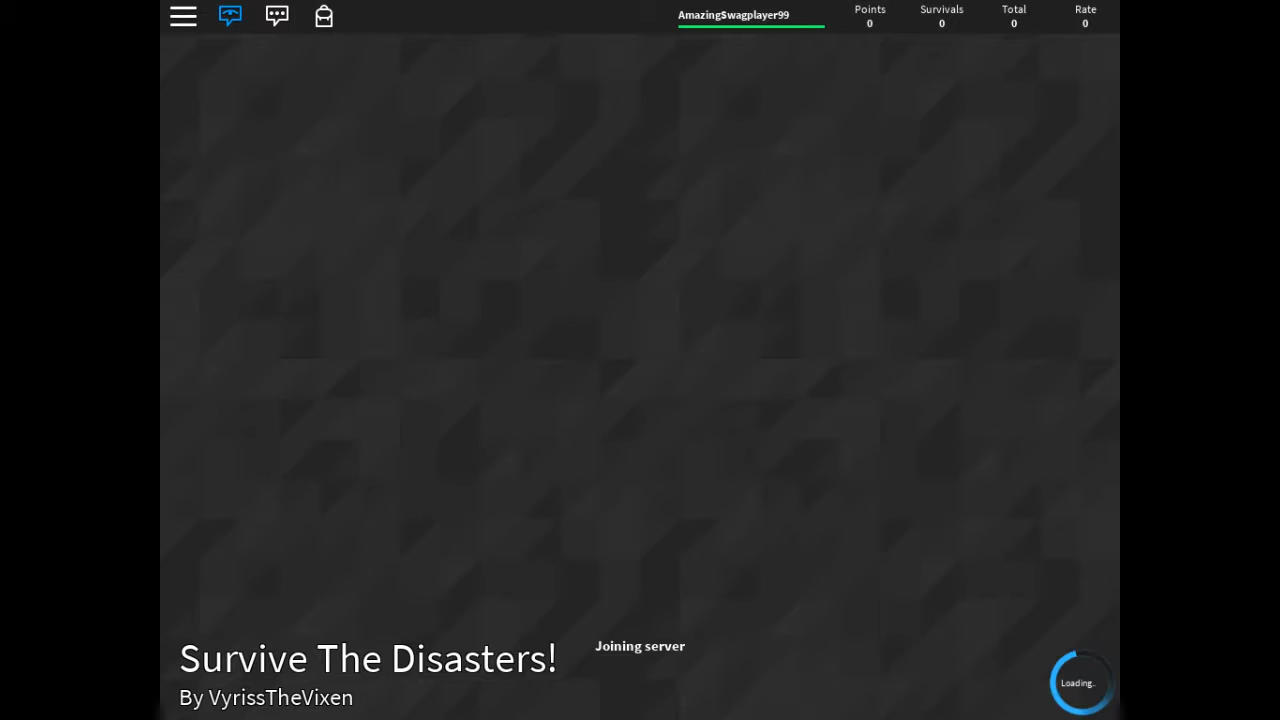 AmazingSwagplayer99
Points Survivals Total Rate
0 0 0 0
Joining server
Survive The Disasters!
By VyrissTheVixen
Loading..